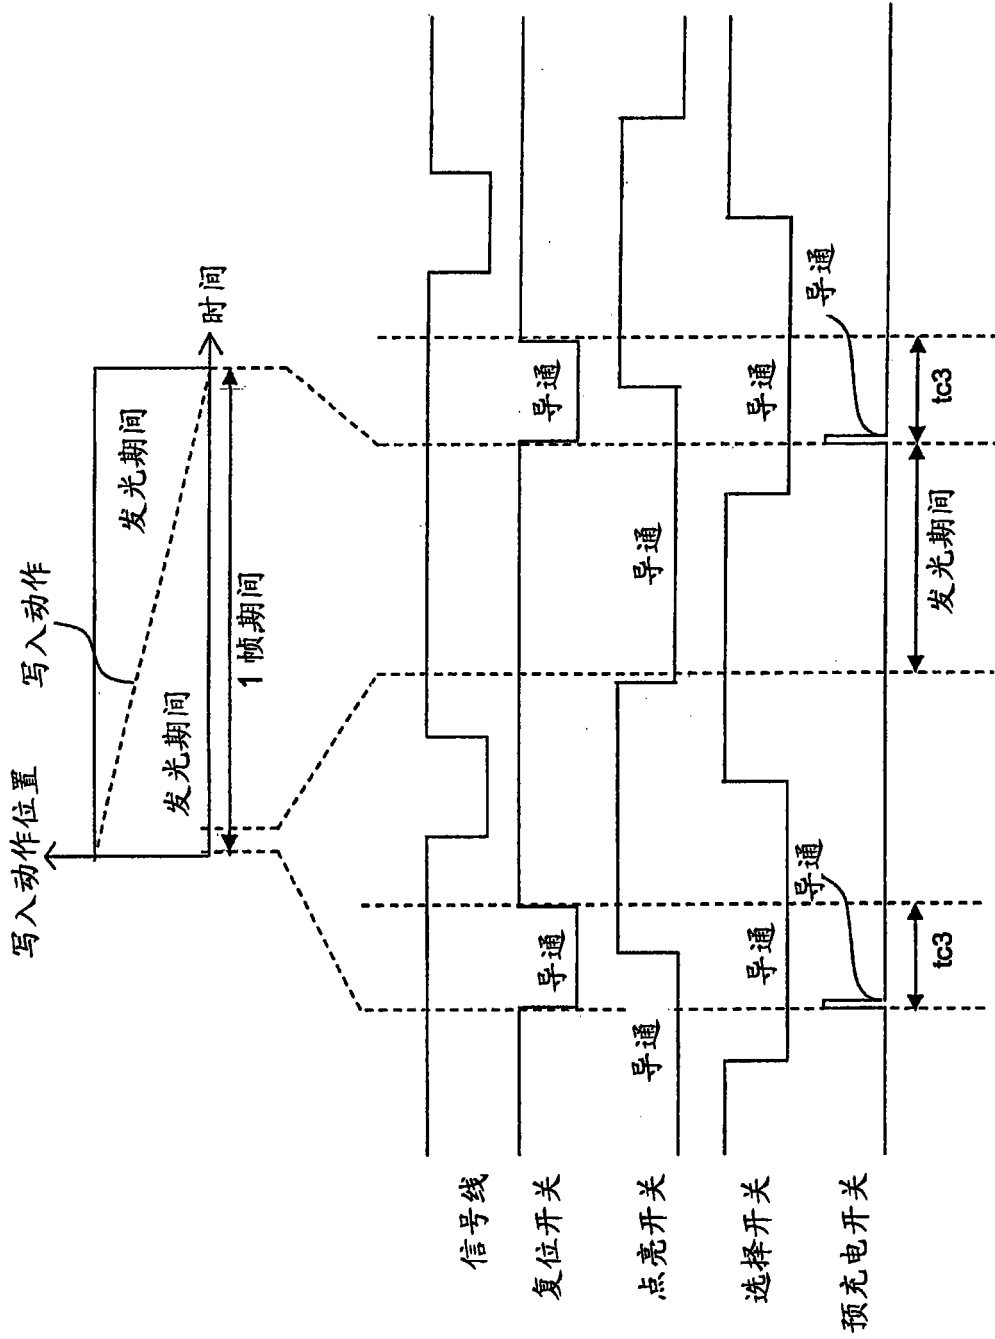 写入动作位置
写入动作
发光期间
发光期间
时间
1 帧期间
信号线
复位开关
导通
导通
点亮开关
导通
导通
选择开关
导通
导通
预充电开关
导通
导通
tc3
发光期间
tc3